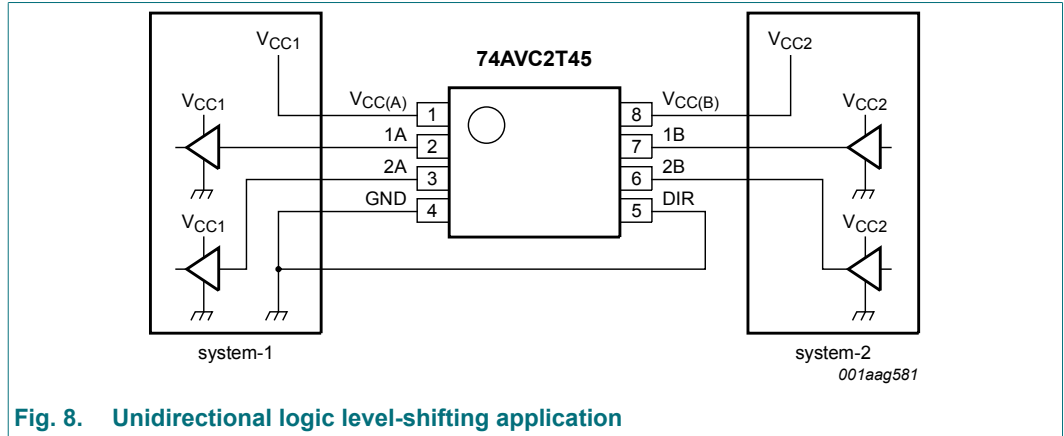 VCC1
VCC2
74AVC2T45
VCC1
VCC(A)
1
8
VCC(B)
VCC2
1A
2
7
1B
2A
3
6
2B
GND
4
5
DIR
VCC1
VCC2
system-1
system-2
001aag581
Fig. 8. Unidirectional logic level-shifting application